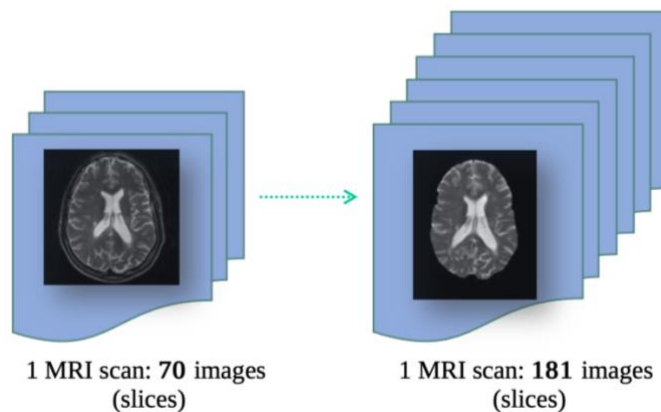 1 MRI scan: 70 images
(slices)
1 MRI scan: 181 images
(slices)